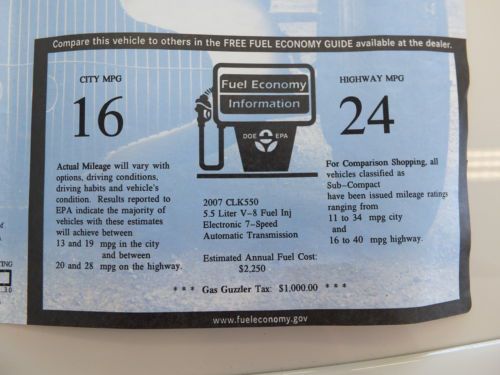 Compare this vehicle to others in the FREE FUEL ECONOMY GUIDE available at the dealer.
CITY MPG
16
Fuel Economy
Information
DOE EPA
HIGHWAY MPG
24
Actual Mileage will vary with
options, driving conditions,
driving habits and vehicle's
condition. Results reported to
EPA indicate the majority of
vehicles with these estimates
will achieve between
13 and 19 mpg in the city
and between
20 and 28 mpg on the highway.
2007 CLK550
5.5 Liter V-8 Fuel Inj
Electronic 7-Speed
Automatic Transmission
Estimated Annual Fuel Cost:
$2,250
For Comparison Shopping, all
vehicles classified as
Sub-Compact
have been issued mileage ratings
ranging from
11 to 34 mpg city
and
16 to 40 mpg highway.
* * * Gas Guzzler Tax: $1,000.00 * * *
www.fueleconomy.gov